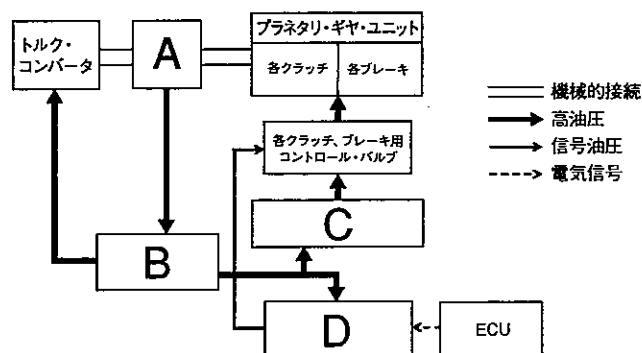 プラネタリ・ギヤ・ユニット
トルク・
コンバータ
A
各クラッチ
各ブレーキ
機械的接続
高油圧
信号油圧
電気信号
各クラッチ、ブレーキ用
コントロール・バルブ
C
B
D
ECU